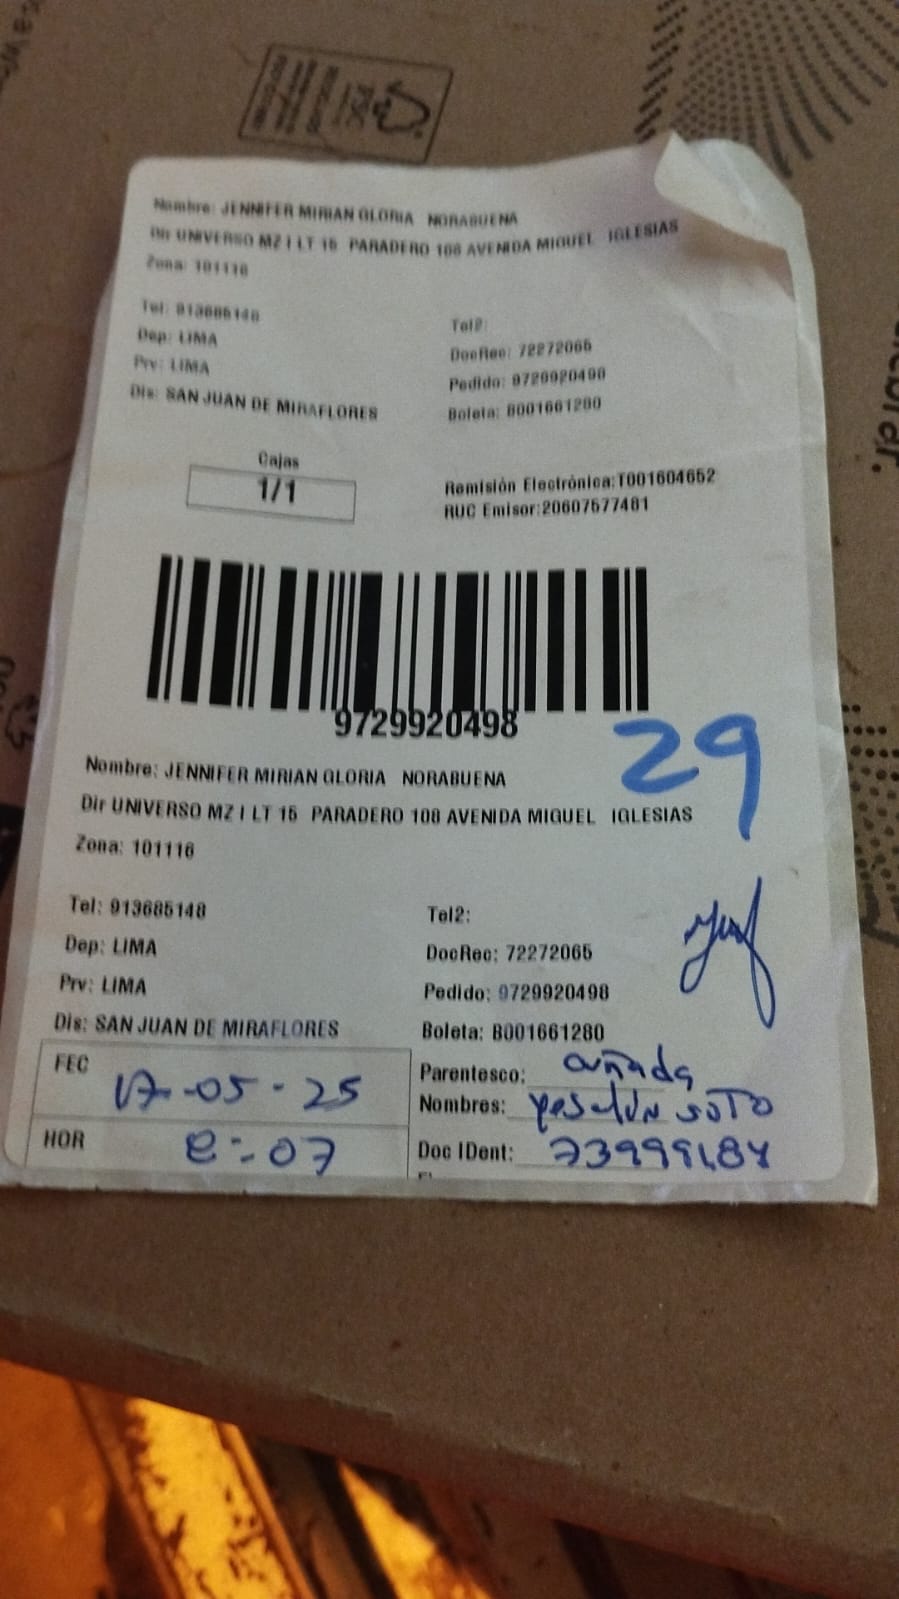 Nombre: JENNIFER MIRIAN GLORIA NORABUENA
Dir UNIVERSO MZ I LT 15 PARADERO 108 AVENIDA MIGUEL IGLESIAS
Zona: 101116
Tel: 913685148
Tel2:
Dep: LIMA
DocRec: 72272065
Prv: LIMA
Pedido: 9729920498
Dis: SAN JUAN DE MIRAFLORES
Boleta: B001661280
Cajas
1/1
Remisión Electrónica:T001604652
RUC Emisor:20607577481
9729920498
29
Nombre: JENNIFER MIRIAN GLORIA NORABUENA
Dir UNIVERSO MZ I LT 15 PARADERO 108 AVENIDA MIGUEL IGLESIAS
Zona: 101116
Tel: 913685148
Tel2:
Dep: LIMA
DocRec: 72272065
Prv: LIMA
Pedido: 9729920498
Dis: SAN JUAN DE MIRAFLORES
Boleta: B001661280
FEC 17-05-25
Parentesco: cuñada
Nombres: SOTO
HOR
Doc IDent: